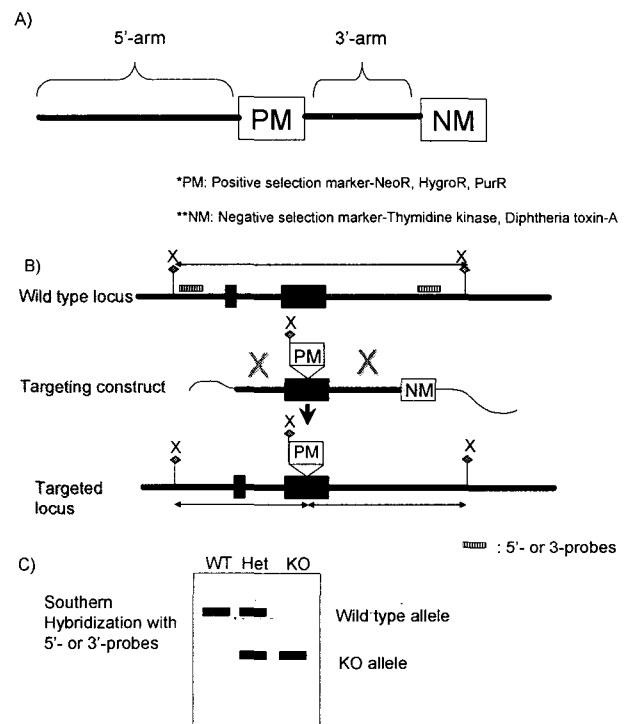 A)
5'-arm 3'-arm
PM NM
*PM: Positive selection marker-NeoR, HygroR, PurR
**NM: Negative selection marker-Thymidine kinase, Diphtheria toxin-A
B)
X X
Wild type locus
X
PM
X X
Targeting construct
NM
X
PM
X X
Targeted
locus
: 5'- or 3-probes
C)
WT Het KO
Southern
Hybridization with
5'- or 3'-probes
Wild type allele
KO allele